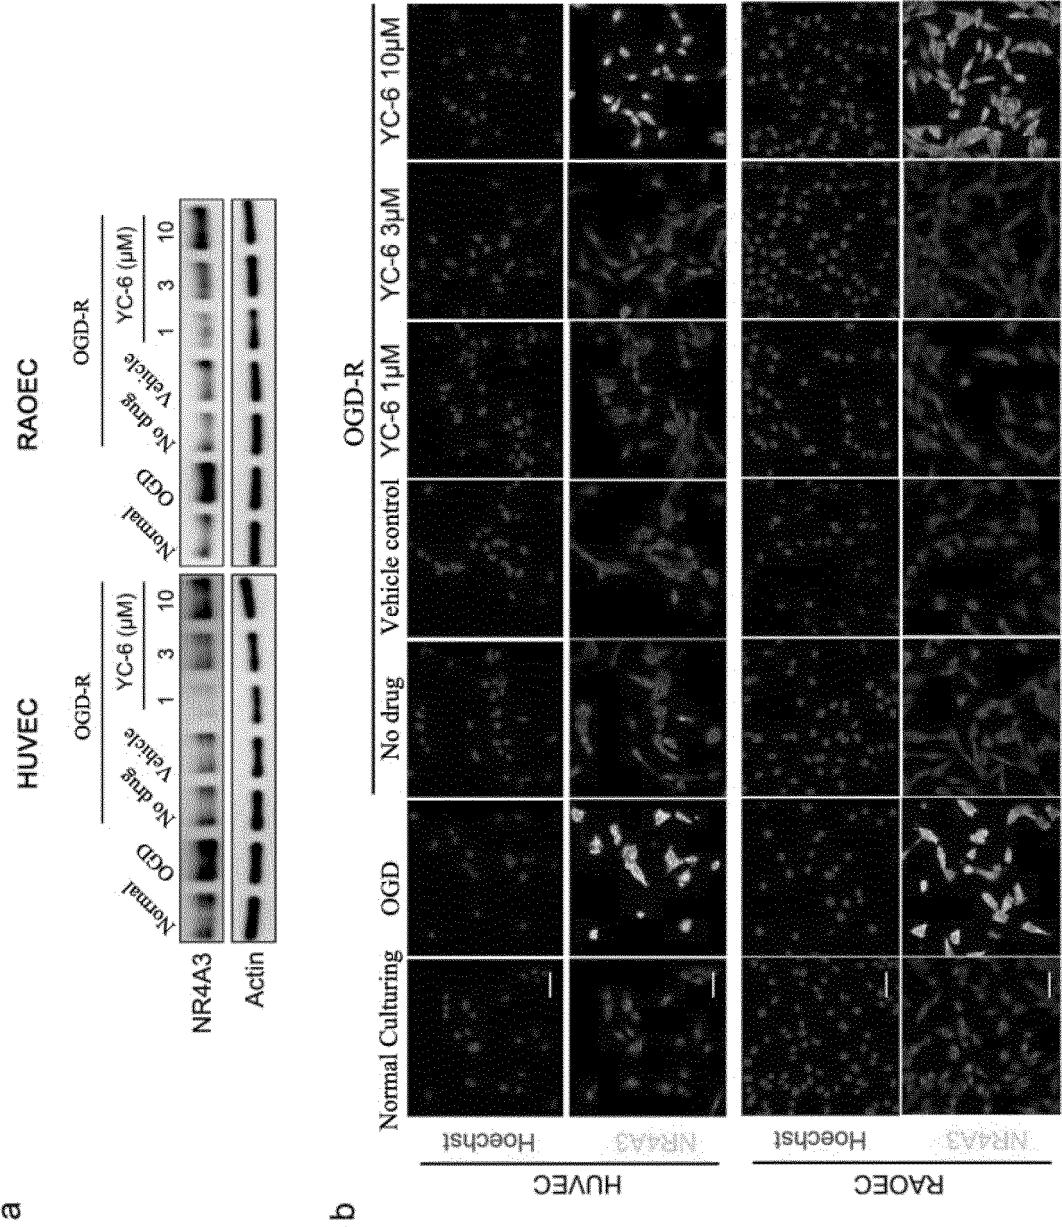 a
HUVEC
RAOEC
OGD-R
OGD-R
YC-6 (µM)
YC-6 (µM)
Normal OGD No drug Vehicle 1 3 10 Normal OGD No drug Vehicle 1 3 10
NR4A3
Actin
b
OGD-R
Normal Culturing OGD No drug Vehicle control YC-6 1µM YC-6 3µM YC-6 10µM
HUVEC
Hoechst
NR4A3
RAOEC
Hoechst
NR4A3